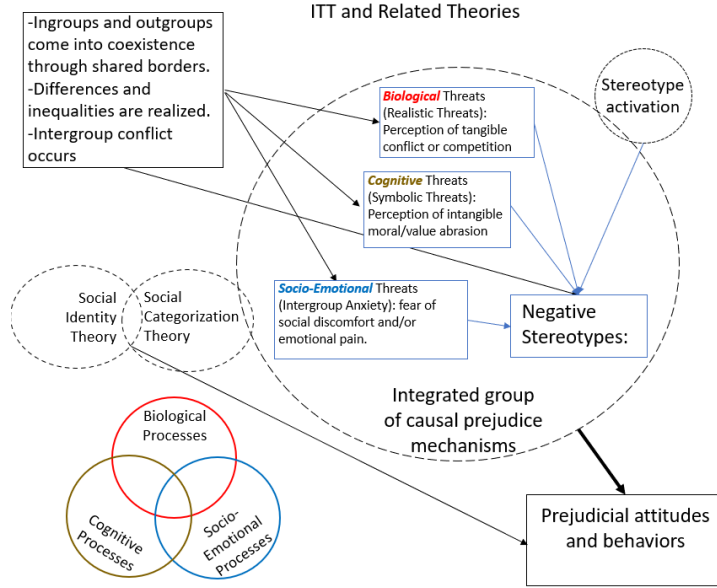 ITT and Related Theories
-Ingroups and outgroups
come into coexistence
through shared borders.
-Differences and
inequalities are realized.
-Intergroup conflict
occurs
Stereotype
activation
Biological Threats
(Realistic Threats):
Perception of tangible
conflict or competition
Cognitive Threats
(Symbolic Threats):
Perception of intangible
moral/value abrasion
Socio-Emotional Threats
(Intergroup Anxiety): fear of
social discomfort and/or
emotional pain.
Negative
Stereotypes:
Social
Identity
Theory
Social
Categorization
Theory
Integrated group
of causal prejudice
mechanisms
Biological
Processes
Cognitive
Processes
Socio-
Emotional
Processes
Prejudicial attitudes
and behaviors